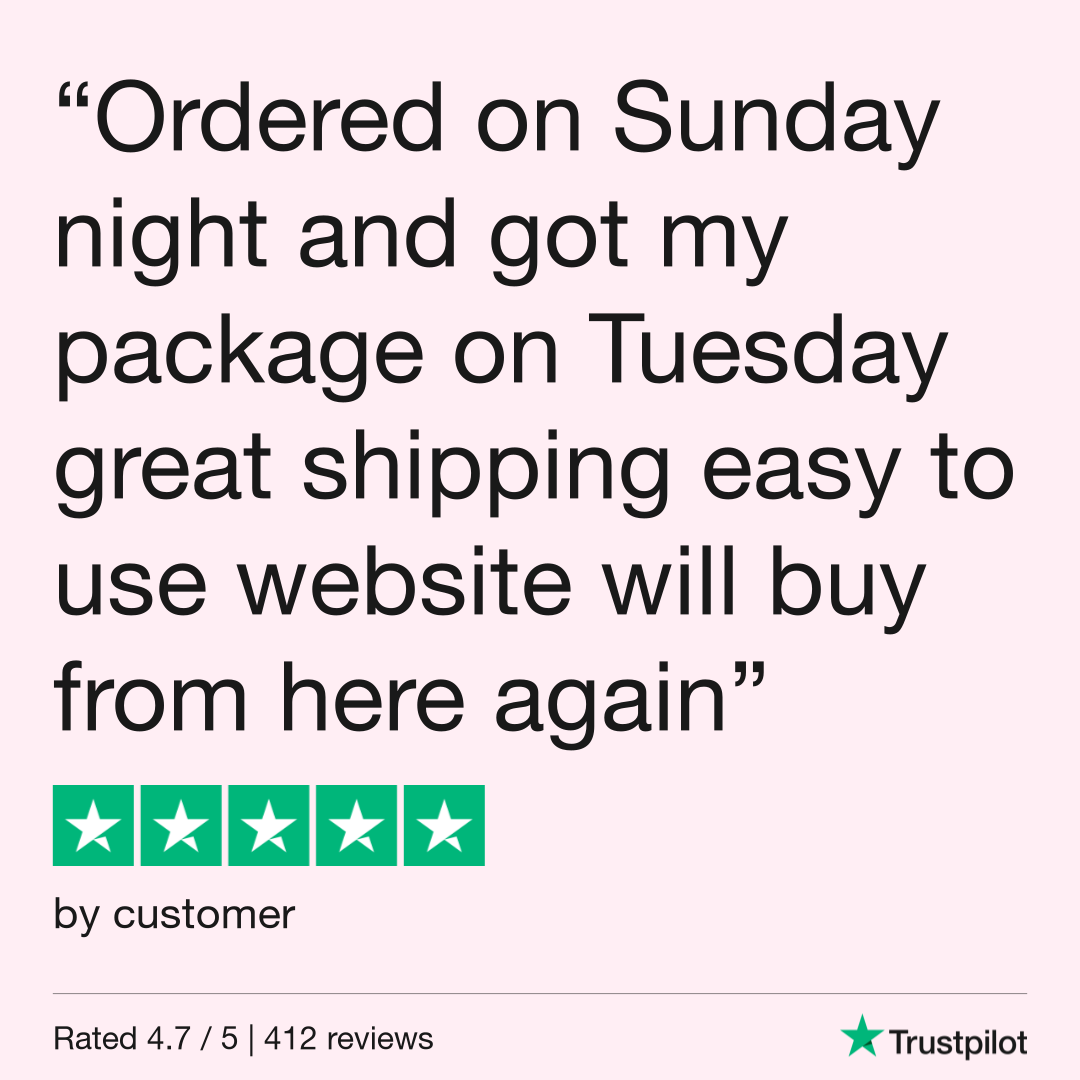 “Ordered on Sunday
night and got my
package on Tuesday
great shipping easy to
use website will buy
from here again”
by customer
Rated 4.7 / 5 | 412 reviews
Trustpilot